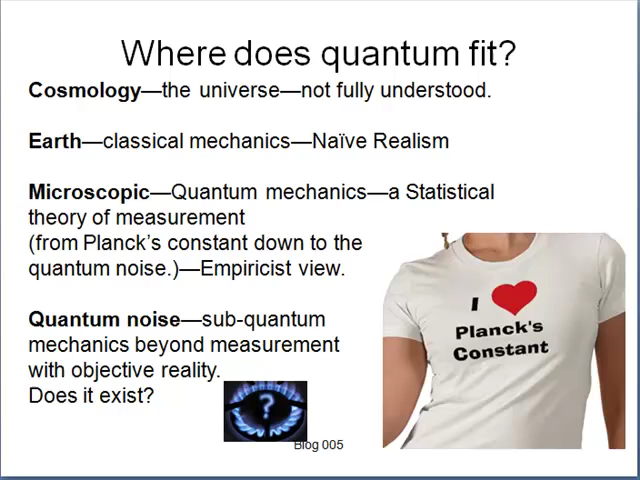 Where does quantum fit?
Cosmology—the universe—not fully understood.
Earth—classical mechanics—Naïve Realism
Microscopic—Quantum mechanics—a Statistical
theory of measurement
(from Planck's constant down to the
quantum noise.)—Empiricist view.
Quantum noise—sub-quantum
mechanics beyond measurement
with objective reality.
Does it exist?
?
Blog 005
I
Planck's
Constant